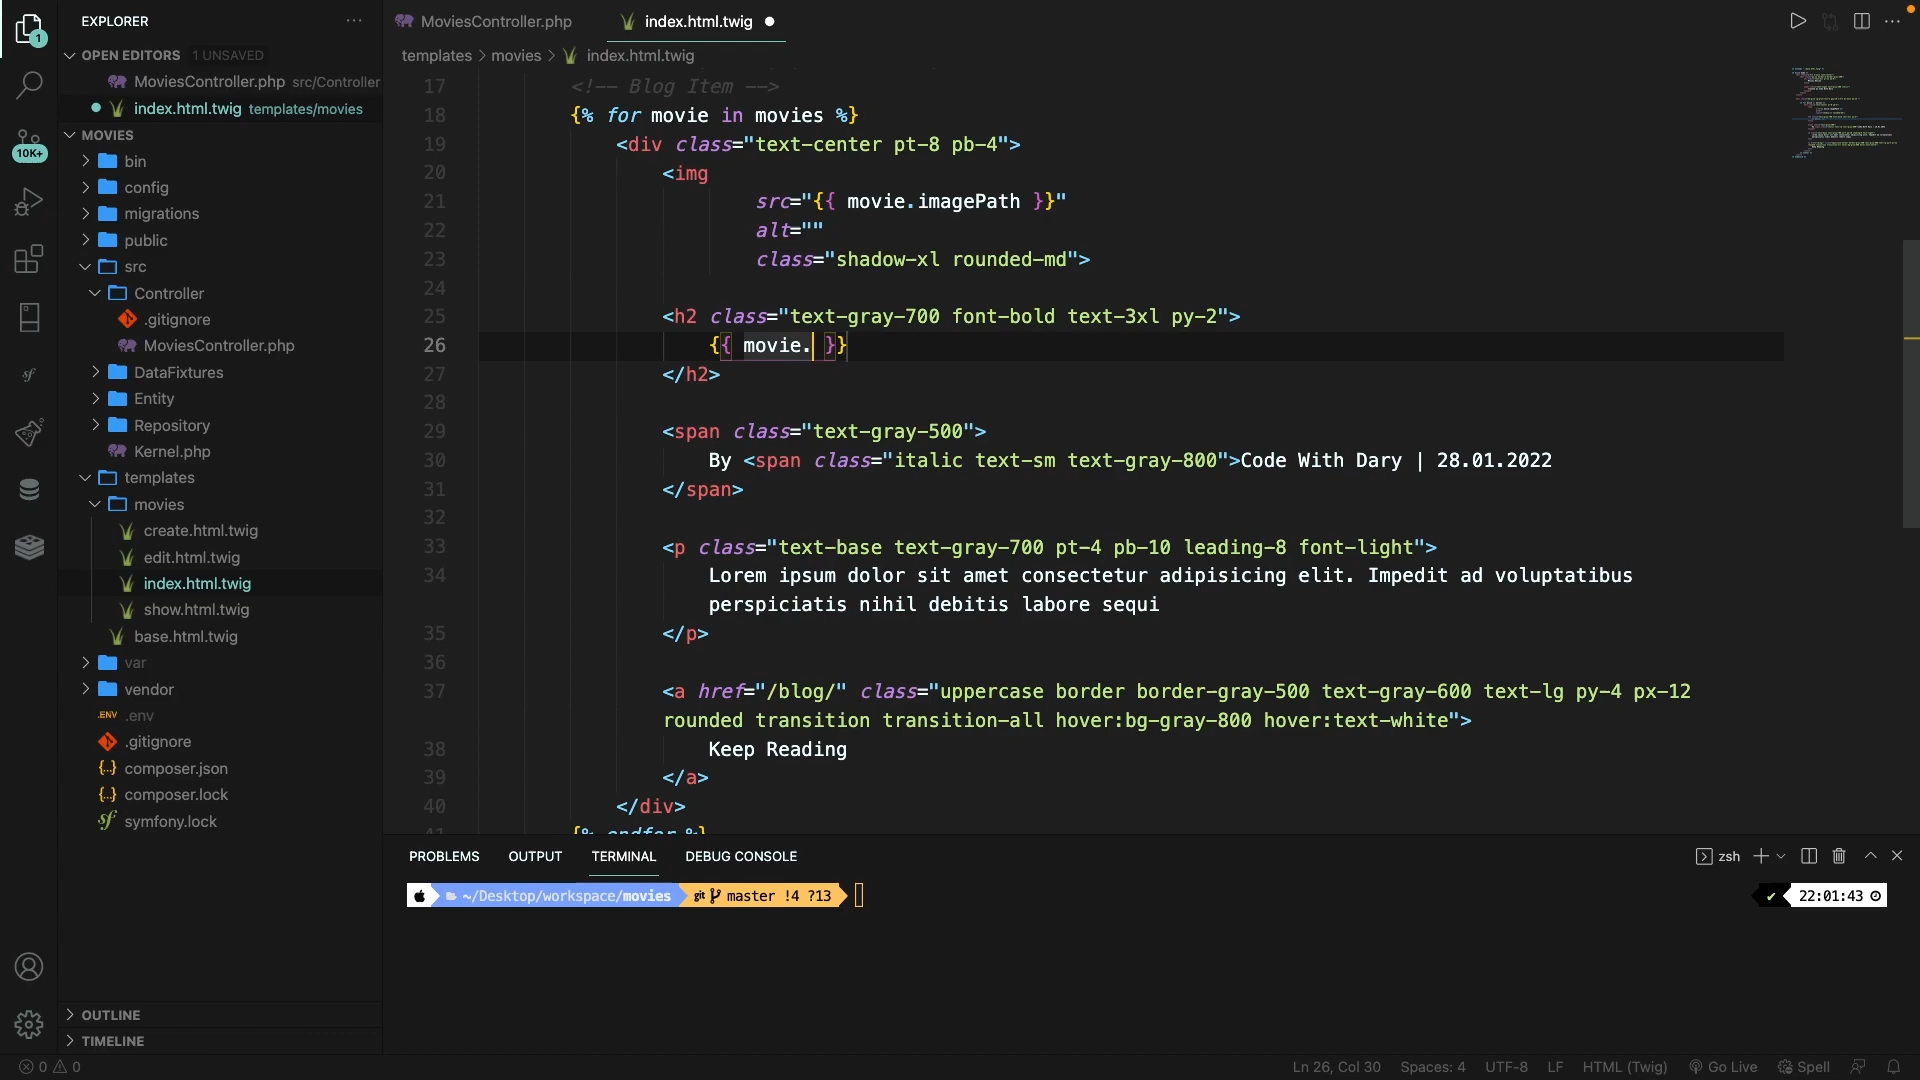 EXPLORER
OPEN EDITORS 1 UNSAVED
MoviesController.php src/Controller
index.html.twig templates/movies
MOVIES
bin
config
migrations
public
src
Controller
.gitignore
MoviesController.php
DataFixtures
Entity
Repository
Kernel.php
templates
movies
create.html.twig
edit.html.twig
index.html.twig
show.html.twig
base.html.twig
var
vendor
.ENV .env
.gitignore
{..} composer.json
{..} composer.lock
sf symfony.lock
OUTLINE
TIMELINE
1
10K+
sf
MoviesController.php
index.html.twig
templates > movies > index.html.twig
17 <!-- Blog Item -->
18 {% for movie in movies %}
19 <div class="text-center pt-8 pb-4">
20 <img
21 src="{{ movie.imagePath }}"
22 alt=""
23 class="shadow-xl rounded-md">
24
25 <h2 class="text-gray-700 font-bold text-3xl py-2">
26 {{ movie. }}
27 </h2>
28
29 <span class="text-gray-500">
30 By <span class="italic text-sm text-gray-800">Code With Dary | 28.01.2022
31 </span>
32
33 <p class="text-base text-gray-700 pt-4 pb-10 leading-8 font-light">
34 Lorem ipsum dolor sit amet consectetur adipisicing elit. Impedit ad voluptatibus
perspiciatis nihil debitis labore sequi
35 </p>
36
37 <a href="/blog/" class="uppercase border border-gray-500 text-gray-600 text-lg py-4 px-12
rounded transition transition-all hover:bg-gray-800 hover:text-white">
38 Keep Reading
39 </a>
40 </div>
41 {% endfor %}
PROBLEMS OUTPUT TERMINAL DEBUG CONSOLE
zsh
~/Desktop/workspace/movies git master !4 ?13
22:01:43
0 0
Ln 26, Col 30 Spaces: 4 UTF-8 LF HTML (Twig) Go Live Spell